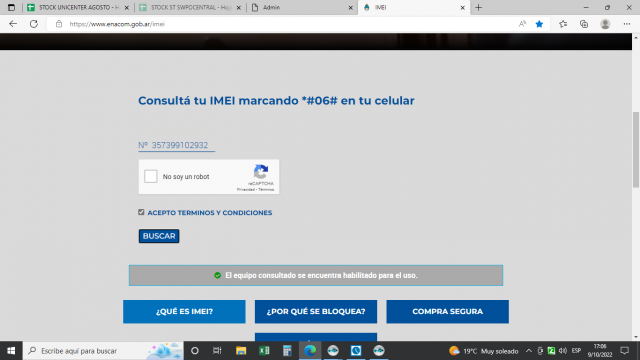 STOCK UNICENTER AGOSTO - H
STOCK ST SWPOCENTRAL - Hoja
Admin
IMEI
https://www.enacom.gob.ar/imei
Consultá tu IMEI marcando *#06# en tu celular
Nº 357399102932
No soy un robot
reCAPTCHA
Privacidad - Términos
ACEPTO TERMINOS Y CONDICIONES
BUSCAR
El equipo consultado se encuentra habilitado para el uso.
¿QUÉ ES IMEI?
¿POR QUÉ SE BLOQUEA?
COMPRA SEGURA
Escribe aquí para buscar
19°C Muy soleado
ESP
17:06
9/10/2022